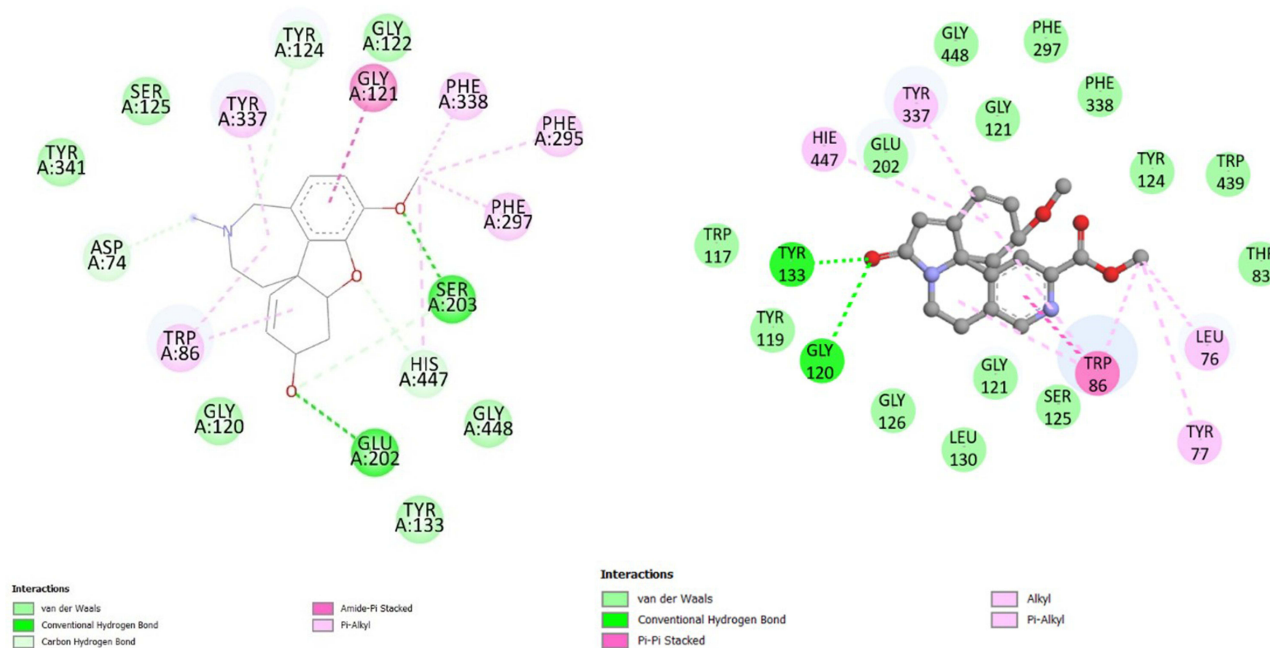 TYR
A:124
GLY
A:122
SER
A:125
TYR
A:337
GLY
A:121
PHE
A:338
PHE
A:295
TYR
A:341
PHE
A:297
N
O
ASP
A:74
O
SER
A:203
TRP
A:86
HIS
A:447
O
GLY
A:120
GLY
A:448
GLU
A:202
TYR
A:133
Interactions
van der Waals
Conventional Hydrogen Bond
Carbon Hydrogen Bond
Amide-Pi Stacked
Pi-Alkyl
GLY
448
PHE
297
TYR
337
PHE
338
GLY
121
HIE
447
GLU
202
TYR
124
TRP
439
TRP
117
TYR
133
THR
83
TYR
119
GLY
120
LEU
76
TRP
86
GLY
121
SER
125
GLY
126
LEU
130
TYR
77
Interactions
van der Waals
Conventional Hydrogen Bond
Pi-Pi Stacked
Alkyl
Pi-Alkyl